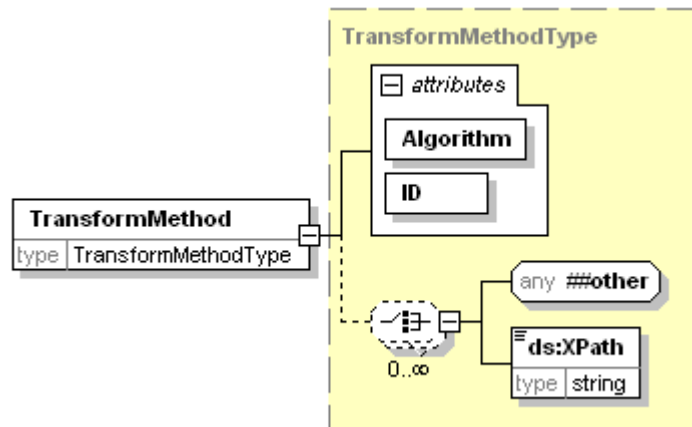 TransformMethodType
attributes
Algorithm
ID
TransformMethod
type TransformMethodType
any ##other
0..∞
ds:XPath
type string